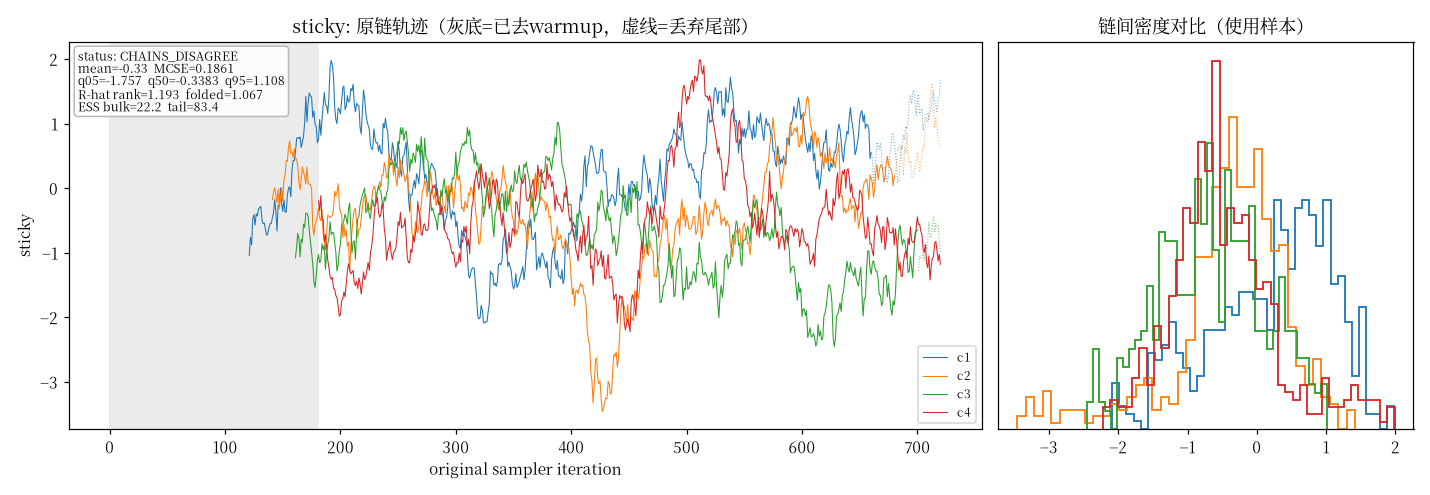 sticky: 原链轨迹（灰底=已去warmup，虚线=丢弃尾部）
链间密度对比（使用样本）
status: CHAINS_DISAGREE
mean=-0.33 MCSE=0.1861
q05=-1.757 q50=-0.3383 q95=1.108
R-hat rank=1.193 folded=1.067
ESS bulk=22.2 tail=83.4
sticky
2
1
0
−1
−2
−3
c1
c2
c3
c4
0 100 200 300 400 500 600 700
original sampler iteration
−3 −2 −1 0 1 2